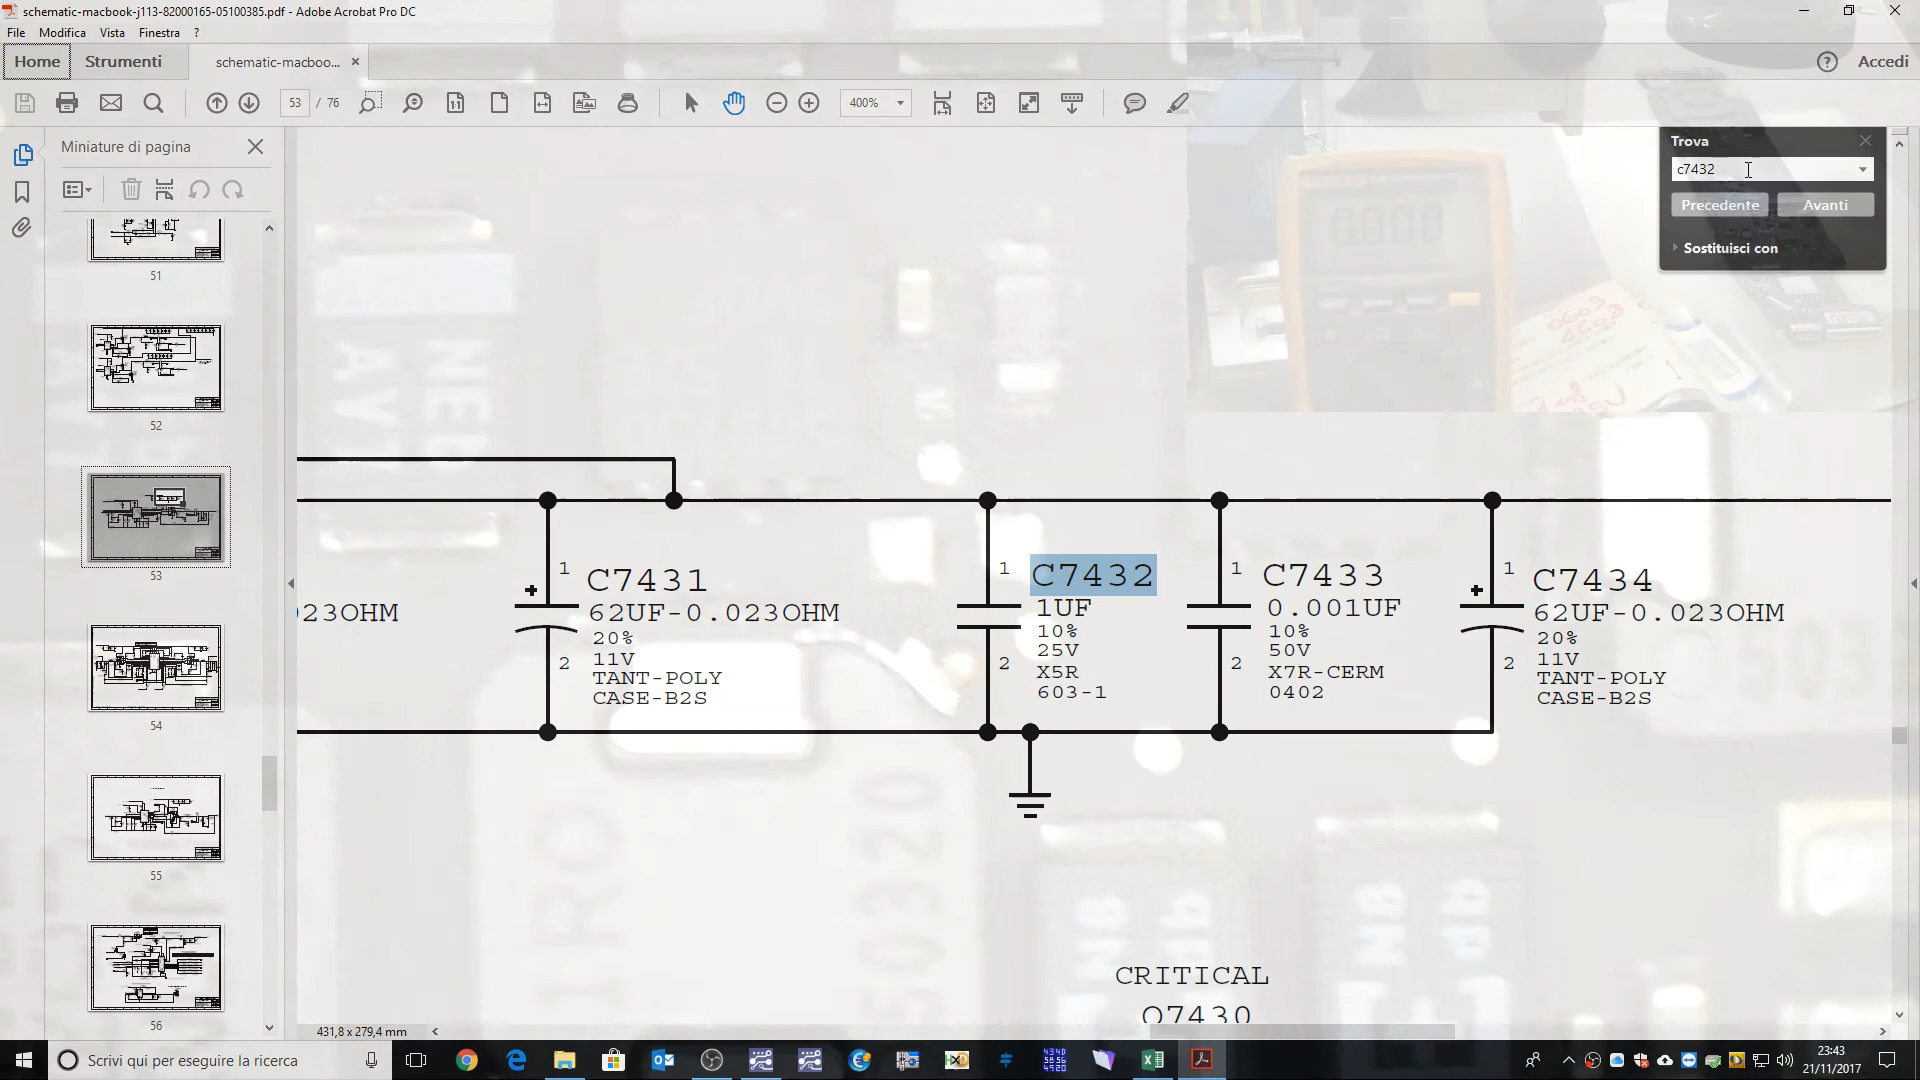 schematic-macbook-j113-82000165-05100385.pdf - Adobe Acrobat Pro DC
File Modifica Vista Finestra ?
Home Strumenti schematic-macboo... × Accedi
53 / 76 400%
Miniature di pagina
51
52
53
54
55
56
Trova
c7432
Precedente Avanti
Sostituisci con
1 C7431
62UF-0.023OHM
20%
2 11V
TANT-POLY
CASE-B2S
1 C7432
1UF
10%
25V
2 X5R
603-1
1 C7433
0.001UF
10%
50V
2 X7R-CERM
0402
1 C7434
62UF-0.023OHM
20%
2 11V
TANT-POLY
CASE-B2S
23OHM
CRITICAL
Q7430
431,8 x 279,4 mm
Scrivi qui per eseguire la ricerca
23:43
21/11/2017